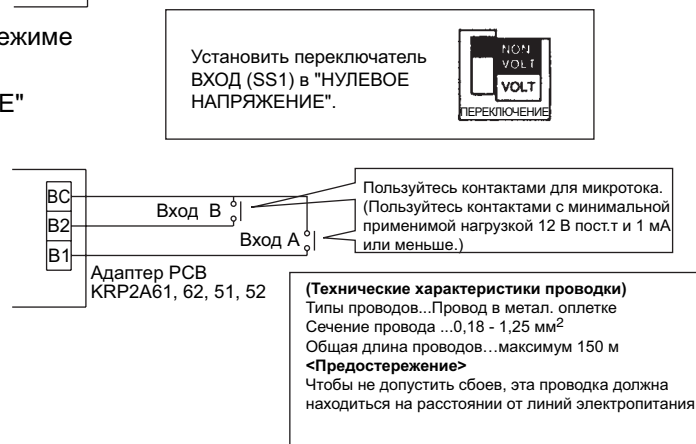 ежиме
Е"
Установить переключатель
ВХОД (SS1) в "НУЛЕВОЕ
НАПРЯЖЕНИЕ".
NON
VOLT
VOLT
ПЕРЕКЛЮЧЕНИЕ
BC
B2
B1
Вход В
Вход А
Адаптер PCB
KRP2A61, 62, 51, 52
Пользуйтесь контактами для микротока.
(Пользуйтесь контактами с минимальной
применимой нагрузкой 12 В пост.т и 1 мА
или меньше.)
(Технические характеристики проводки)
Типы проводов...Провод в метал. оплетке
Сечение провода ...0,18 - 1,25 мм2
Общая длина проводов…максимум 150 м
<Предостережение>
Чтобы не допустить сбоев, эта проводка должна
находиться на расстоянии от линий электропитания